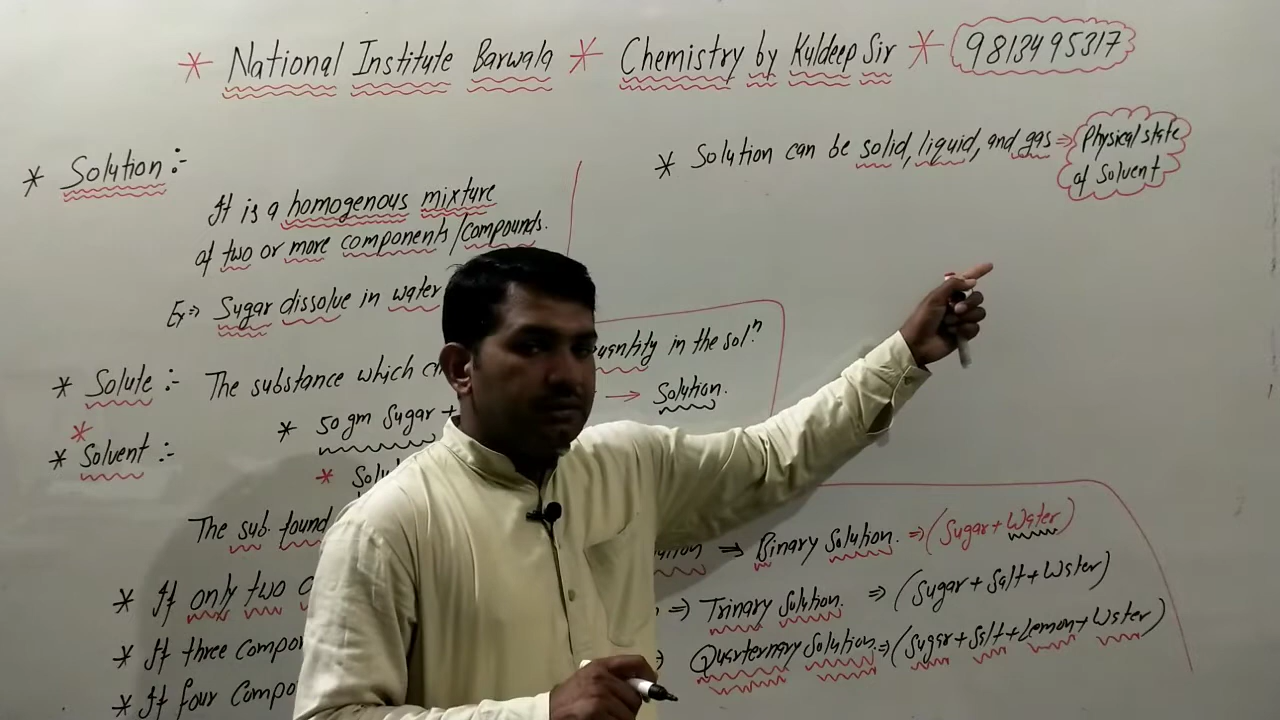 * National Institute Barwala * Chemistry by Kuldeep Sir * 9813495317
* Solution :-
It is a homogenous mixture
of two or more components/compounds.
Ex ⇒ Sugar dissolve in water
* Solute :- The substance which
quantity in the solⁿ.
* 50 gm Sugar +
→ Solution.
*
* Solvent :-
*
The sub. found
* If only two
⇒ Binary Solution. ⇒ (Sugar + Water)
* If three
⇒ Trinary Solution. ⇒ (Sugar + Salt + Water)
* If four
Quarternary Solution. ⇒ (Sugar + Salt + Lemon + Water)
* Solution can be solid, liquid, and gas ⇒ Physical state
of Solvent